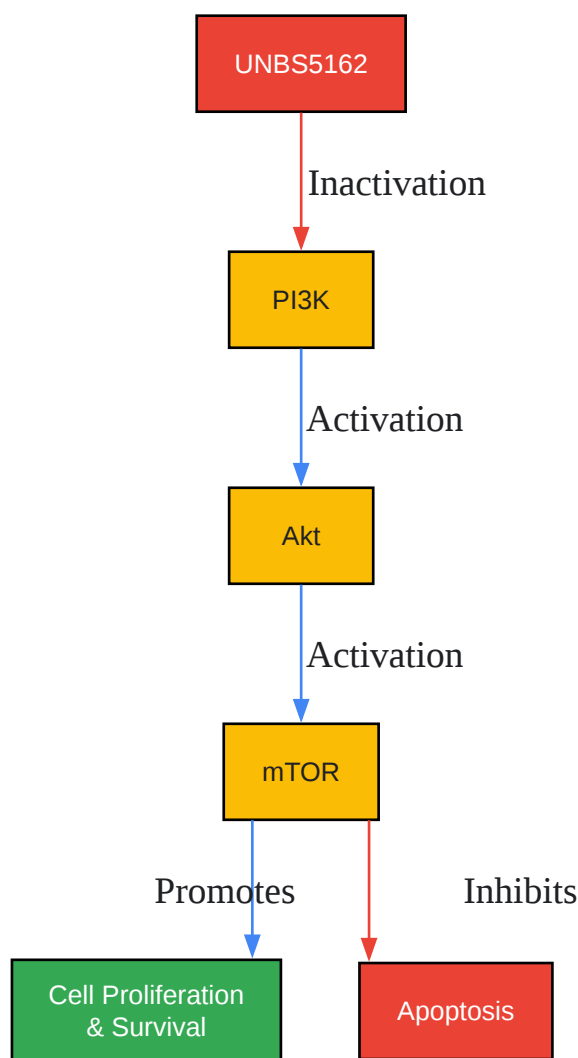 UNBS5162
Inactivation
PI3K
Activation
Akt
Activation
mTOR
Promotes
Inhibits
Cell Proliferation
& Survival
Apoptosis